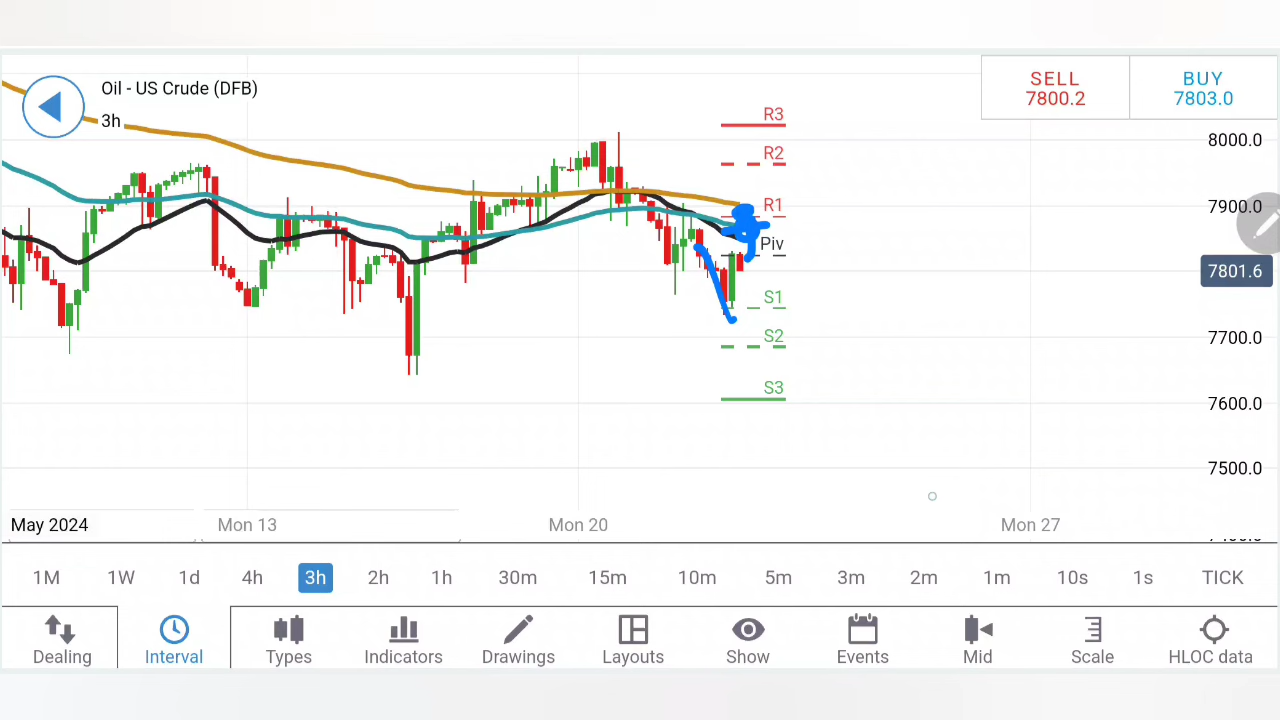 Oil - US Crude (DFB)
3h
SELL
7800.2
BUY
7803.0
R3
R2
R1
Piv
S1
S2
S3
8000.0
7900.0
7801.6
7700.0
7600.0
7500.0
May 2024 Mon 13 Mon 20 Mon 27
1M 1W 1d 4h 3h 2h 1h 30m 15m 10m 5m 3m 2m 1m 10s 1s TICK
Dealing Interval Types Indicators Drawings Layouts Show Events Mid Scale HLOC data